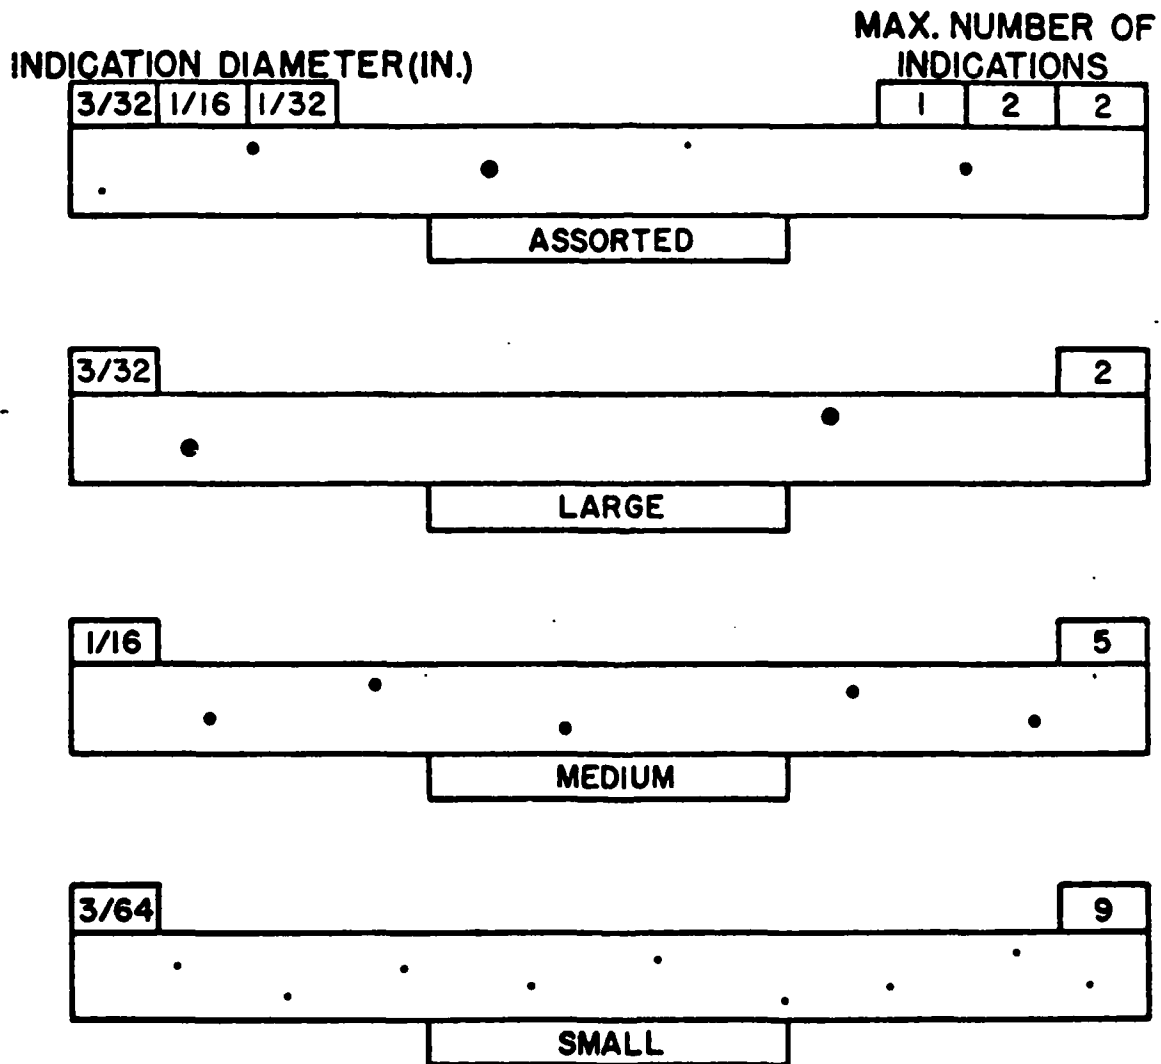 MAX. NUMBER OF
INDICATION DIAMETER(IN.) INDICATIONS
3/32 1/16 1/32 1 2 2
ASSORTED
3/32 2
LARGE
1/16 5
MEDIUM
3/64 9
SMALL